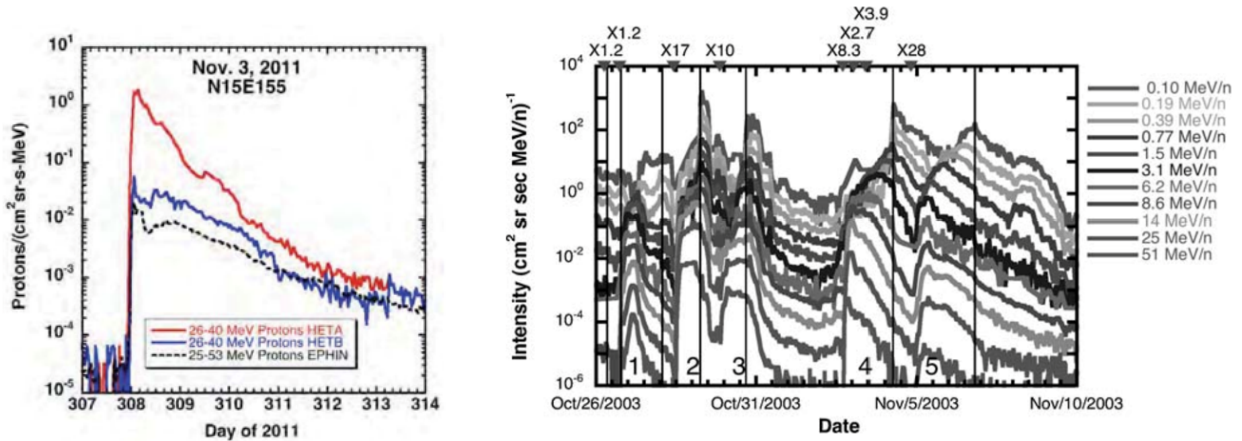 Nov. 3, 2011
N15E155
Protons/(cm²sr-s-MeV)
10¹
10⁰
10⁻¹
10⁻²
10⁻³
10⁻⁴
10⁻⁵
26-40 MeV Protons HETA
26-40 MeV Protons HETB
25-53 MeV Protons EPHIN
307 308 309 310 311 312 313 314
Day of 2011
X3.9
X1.2 X2.7
X1.2 X17 X10 X8.3 X28
Intensity (cm² sr sec MeV/n)⁻¹
10⁴
10²
10⁰
10⁻²
10⁻⁴
10⁻⁶
1 2 3 4 5
Oct/26/2003 Oct/31/2003 Nov/5/2003 Nov/10/2003
Date
0.10 MeV/n
0.19 MeV/n
0.39 MeV/n
0.77 MeV/n
1.5 MeV/n
3.1 MeV/n
6.2 MeV/n
8.6 MeV/n
14 MeV/n
25 MeV/n
51 MeV/n